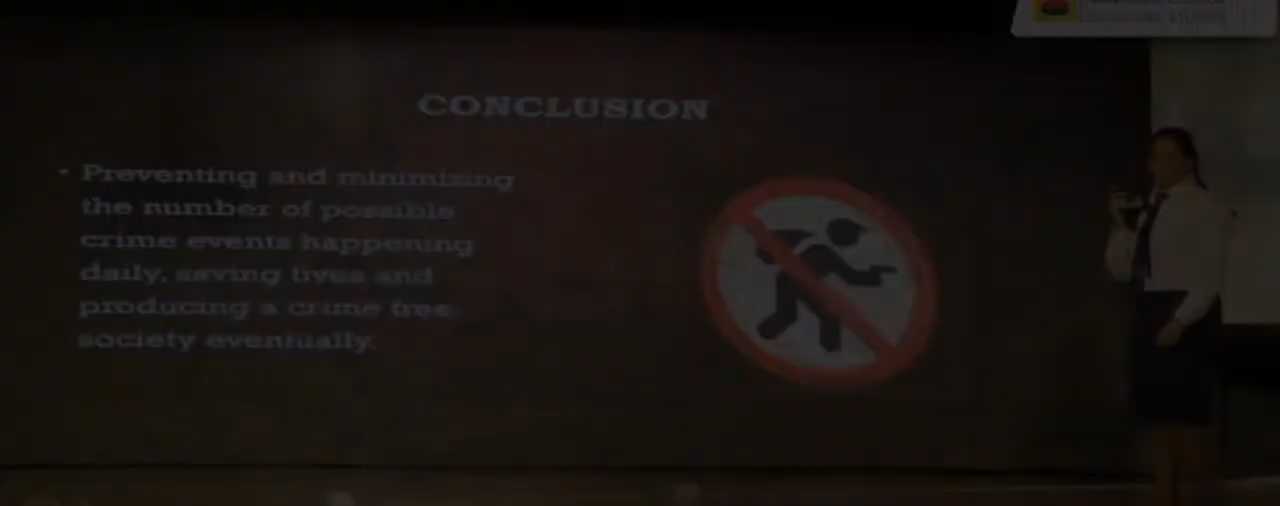 CONCLUSION
• Preventing and minimizing
the number of possible
crime events happening
daily, saving lives and
producing a crime free
society eventually.